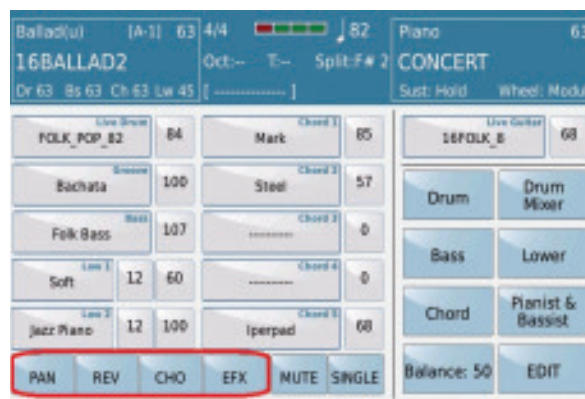 Ballad(u) [A-1] 63 4/4 ♩82
16BALLAD2 Oct:-- T:-- Split:F# 2
Dr 63 Bs 63 Ch 63 Lw 45 [ -------------- ]
Piano 63
CONCERT
Sust: Hold Wheel: Modul
Live Drum
FOLK_POP_82 84
Chord 1
Mark 85
Live Guitar
16FOLK_8 68
Groove
Bachata 100
Chord 2
Steel 57
Bass
Folk Bass 107
Chord 3
-------- 0
Low 1
Soft 12 60
Chord 4
-------- 0
Low 2
Jazz Piano 12 100
Chord 5
Iperpad 68
Drum
Drum
Mixer
Bass
Lower
Chord
Pianist &
Bassist
Balance: 50
EDIT
PAN REV CHO EFX MUTE SINGLE